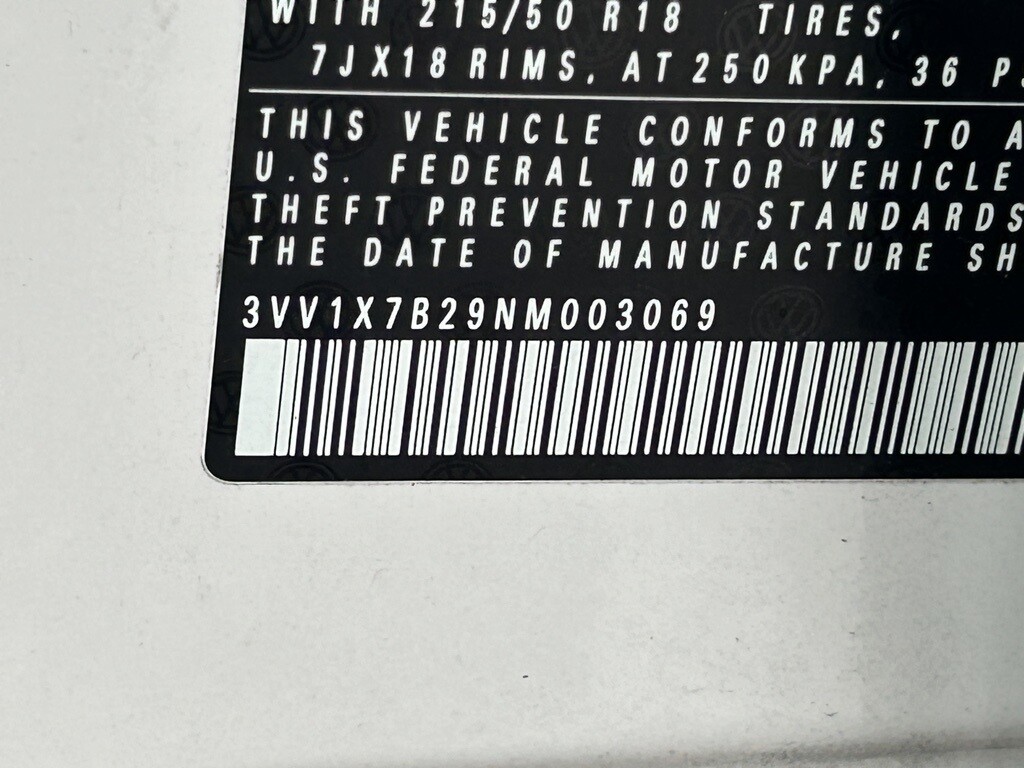 WITH 215/50 R18 TIRES,
7JX18 RIMS, AT 250 KPA, 36
THIS VEHICLE CONFORMS TO
U.S. FEDERAL MOTOR VEHICLE
THEFT PREVENTION STANDARDS
THE DATE OF MANUFACTURE SH
3VV1X7B29NM003069